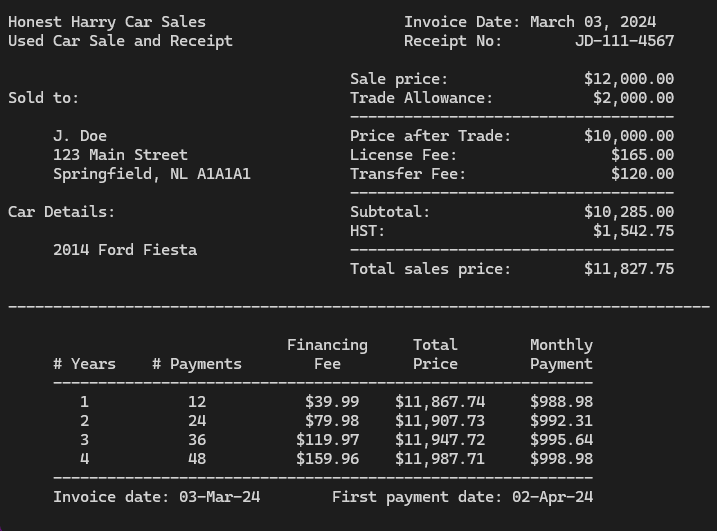 Honest Harry Car Sales                      Invoice Date: March 03, 2024
Used Car Sale and Receipt                   Receipt No:        JD-111-4567
Sale price:               $12,000.00
Sold to:                              Trade Allowance:           $2,000.00
J. Doe                           Price after Trade:        $10,000.00
123 Main Street                  License Fee:                 $165.00
Springfield, NL A1A1A1           Transfer Fee:                $120.00
Car Details:                          Subtotal:                 $10,285.00
HST:                       $1,542.75
2014 Ford Fiesta
Total sales price:        $11,827.75
Financing     Total        Monthly
# Years    # Payments        Fee        Price        Payment
1           12           $39.99    $11,867.74     $988.98
2           24           $79.98    $11,907.73     $992.31
3           36          $119.97    $11,947.72     $995.64
4           48          $159.96    $11,987.71     $998.98
Invoice date: 03-Mar-24        First payment date: 02-Apr-24